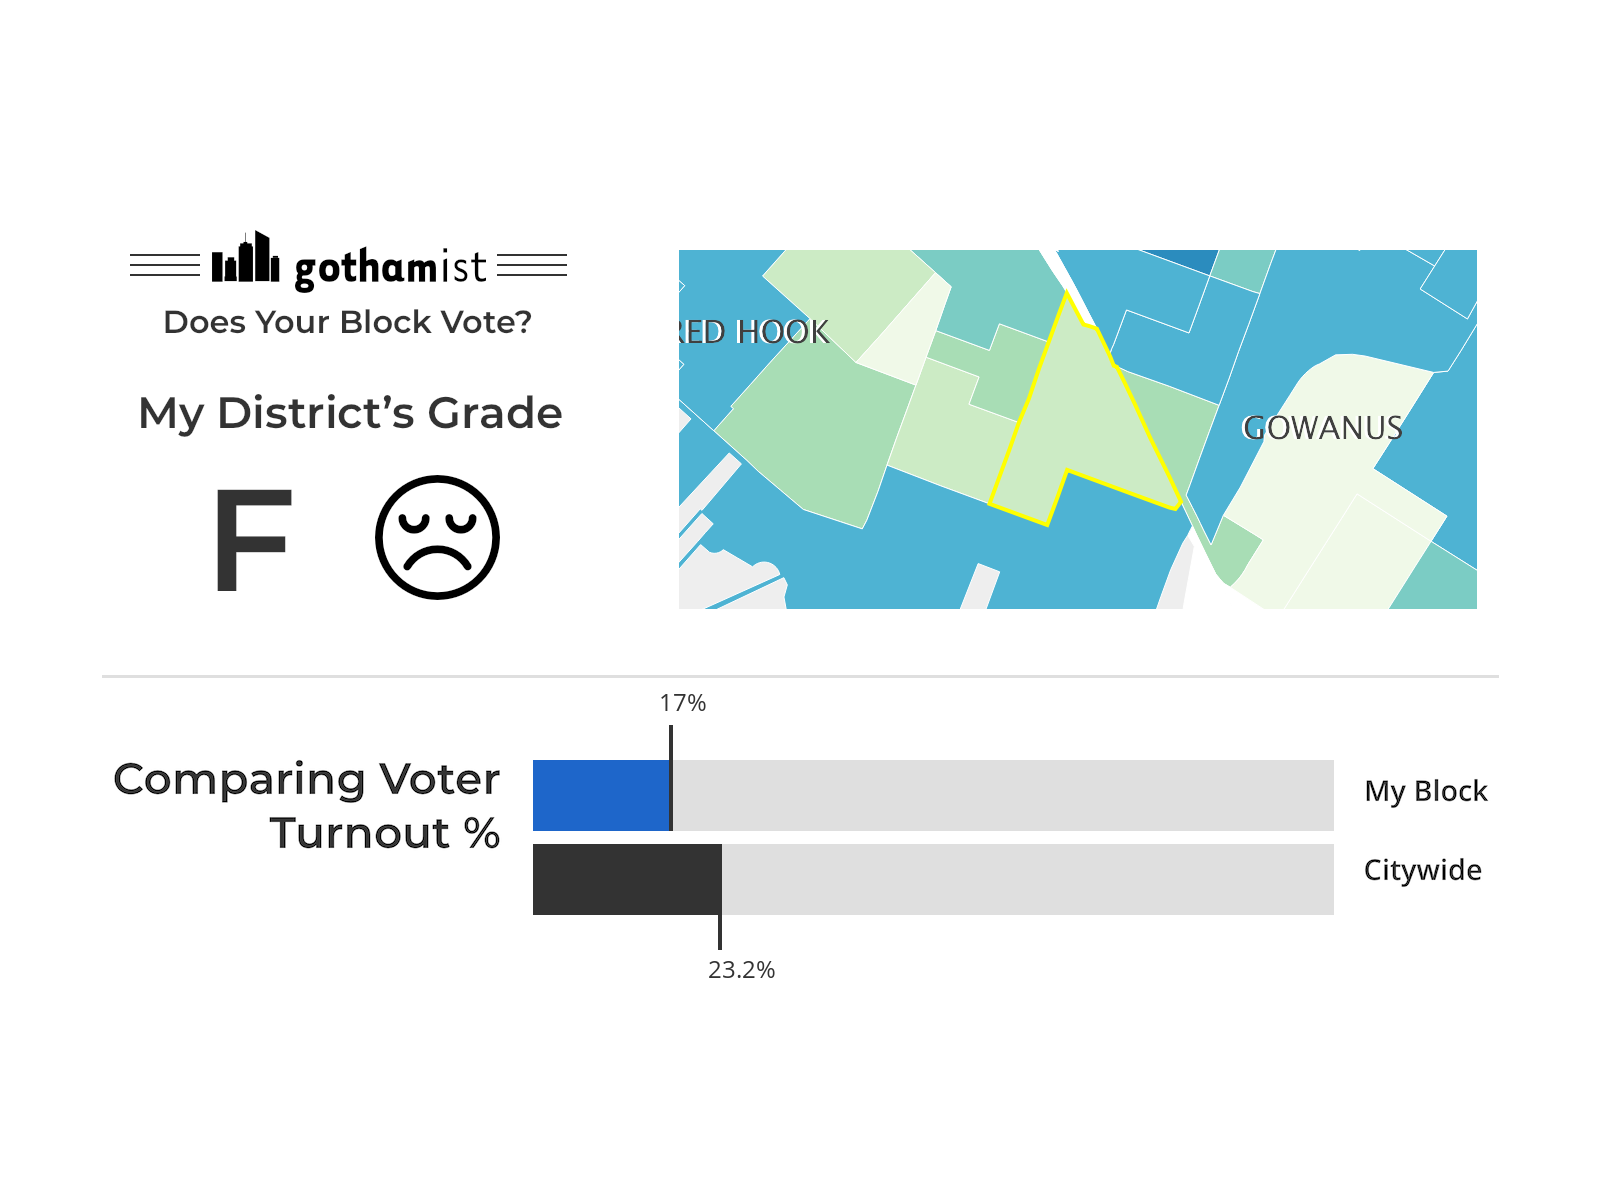 gothamist
Does Your Block Vote?
My District's Grade
F
RED HOOK
GOWANUS
17%
Comparing Voter
Turnout %
My Block
Citywide
23.2%